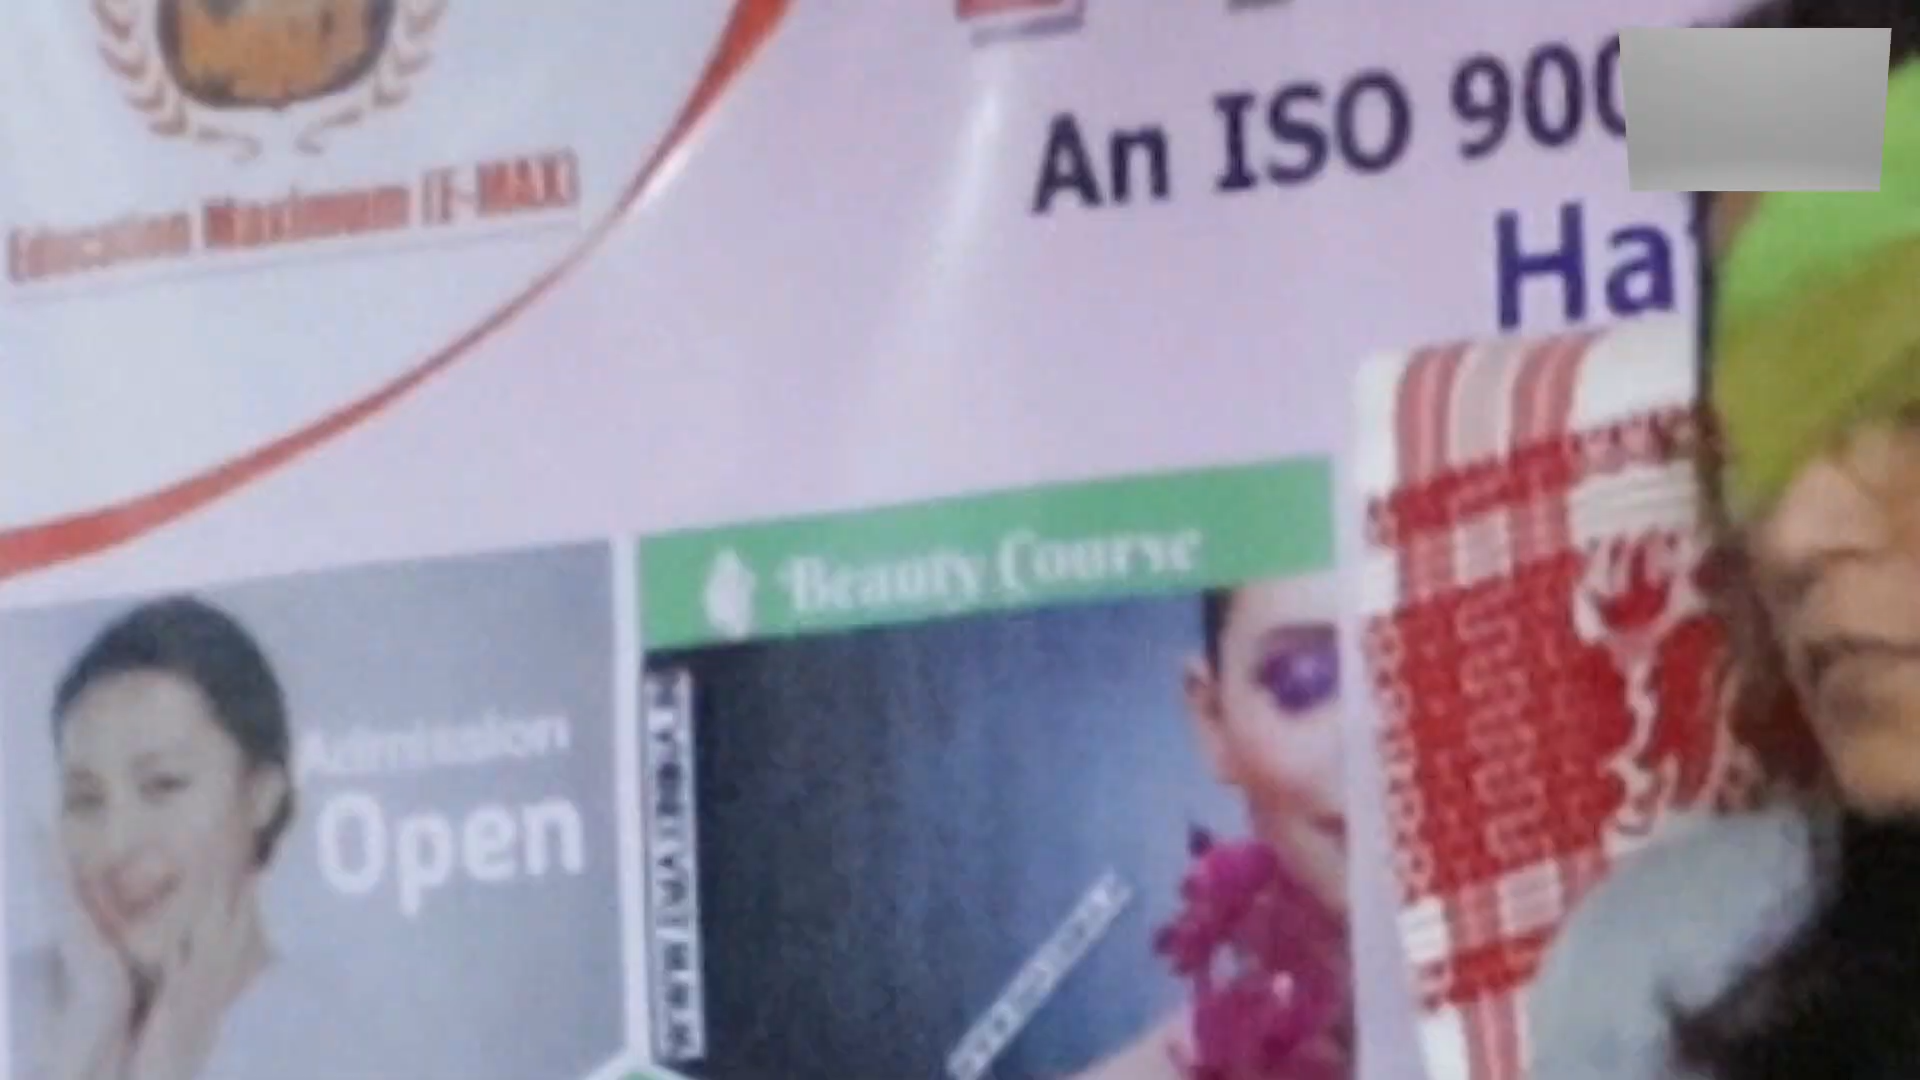 Education Maximum (E-MAX)
An ISO 900
Ha
Beauty Course
Admission
Open